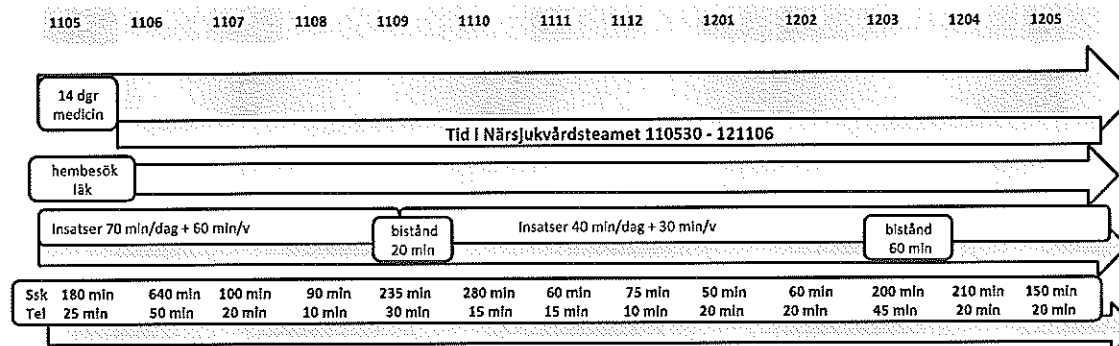 1105 1106 1107 1108 1109 1110 1111 1112 1201 1202 1203 1204 1205
14 dgr
medicin
Tid i Närsjukvårdsteamet 110530 - 121106
hembesök
läk
Insatser 70 min/dag + 60 min/v
bistånd
20 min
Insatser 40 min/dag + 30 min/v
bistånd
60 min
Ssk 180 min 640 min 100 min 90 min 235 min 280 min 60 min 75 min 50 min 60 min 200 min 210 min 150 min
Tel 25 min 50 min 20 min 10 min 30 min 15 min 15 min 10 min 20 min 20 min 45 min 20 min 20 min